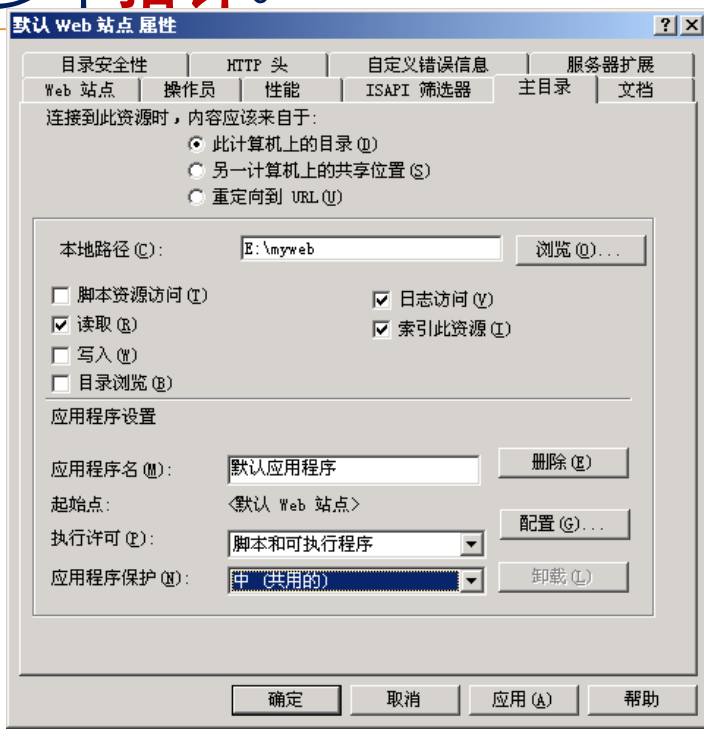 默认 Web 站点 属性
目录安全性 HTTP 头 自定义错误信息 服务器扩展
Web 站点 操作员 性能 ISAPI 筛选器 主目录 文档
连接到此资源时，内容应该来自于:
此计算机上的目录(D)
另一计算机上的共享位置(S)
重定向到 URL(U)
本地路径(C): E:\myweb 浏览(O)...
脚本资源访问(T) 日志访问(V)
读取(R) 索引此资源(I)
写入(W)
目录浏览(B)
应用程序设置
应用程序名(M): 默认应用程序 删除(E)
起始点: <默认 Web 站点>
配置(G)...
执行许可(P): 脚本和可执行程序
应用程序保护(N): 中 (共用的) 卸载(L)
确定 取消 应用(A) 帮助